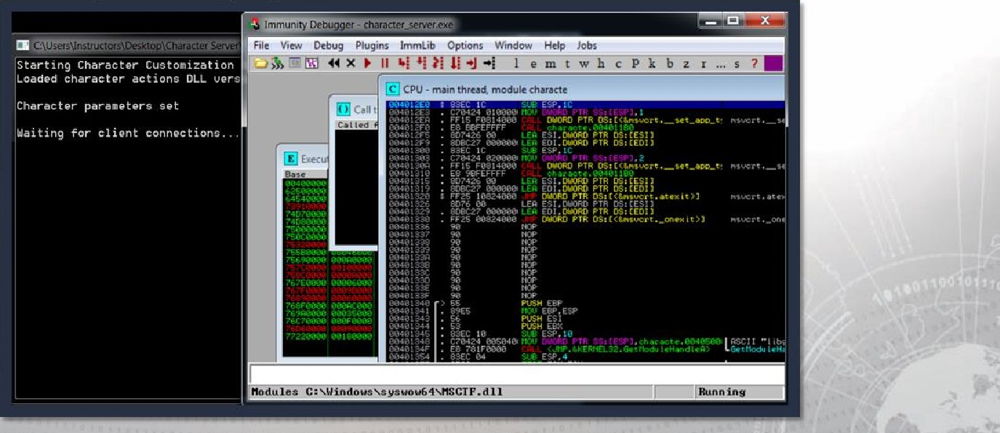 C:\Users\Instructors\Desktop\Character Server
Starting Character Customization
Loaded character actions DLL vers
Character parameters set
Waiting for client connections...
Immunity Debugger - character_server.exe
File View Debug Plugins ImmLib Options Window Help Jobs
l e m t w h c P k b z r ... s ?
Call t
Called f
Execut
Base
00400000
62500000
64540000
73910000
74D70000
74D80000
75000000
750C0000
75320000
755B0000 00046000
75690000 000A0000
757C0000 00100000
758C0000 0000A000
767E0000 00006000
767F0000 0009D000
76890000 00060000
768F0000 000AC000
769A0000 00035000
76C70000 000F0000
76D60000 00090000
77220000 00180000
CPU - main thread, module characte
004012E0 $ 83EC 1C SUB ESP,1C
004012E3 . C70424 010000 MOV DWORD PTR SS:[ESP],1
004012EA . FF15 F0814000 CALL DWORD PTR DS:[<&msvcrt.__set_app_t: msvcrt.__se
004012F0 . E8 8BFEFFFF CALL characte.00401180
004012F5 . 8D7426 00 LEA ESI,DWORD PTR DS:[ESI]
004012F9 . 8DBC27 000000 LEA EDI,DWORD PTR DS:[EDI]
00401300 . 83EC 1C SUB ESP,1C
00401303 . C70424 020000 MOV DWORD PTR SS:[ESP],2
0040130A . FF15 F0814000 CALL DWORD PTR DS:[<&msvcrt.__set_app_t: msvcrt.__se
00401310 . E8 9BFEFFFF CALL characte.00401180
00401315 . 8D7426 00 LEA ESI,DWORD PTR DS:[ESI]
00401319 . 8DBC27 000000 LEA EDI,DWORD PTR DS:[EDI]
00401320 $ FF25 10824000 JMP DWORD PTR DS:[<&msvcrt.atexit>] msvcrt.atex
00401326 8D76 00 LEA ESI,DWORD PTR DS:[ESI]
00401329 . 8DBC27 000000 LEA EDI,DWORD PTR DS:[EDI]
00401330 . FF25 00824000 JMP DWORD PTR DS:[<&msvcrt._onexit>] msvcrt._one
00401336 90 NOP
00401337 90 NOP
00401338 90 NOP
00401339 90 NOP
0040133A 90 NOP
0040133B 90 NOP
0040133C 90 NOP
0040133D 90 NOP
0040133E 90 NOP
0040133F 90 NOP
00401340 > 55 PUSH EBP
00401341 . 89E5 MOV EBP,ESP
00401343 . 56 PUSH ESI
00401344 . 53 PUSH EBX
00401345 . 83EC 10 SUB ESP,10
00401348 . C70424 005040 MOV DWORD PTR SS:[ESP],characte.0040500 ASCII "libg
0040134F . E8 781F0000 CALL <JMP.&KERNEL32.GetModuleHandleA> GetModuleHa
00401354 . 83EC 04 SUB ESP,4
Modules C:\Windows\syswow64\MSCTF.dll Running